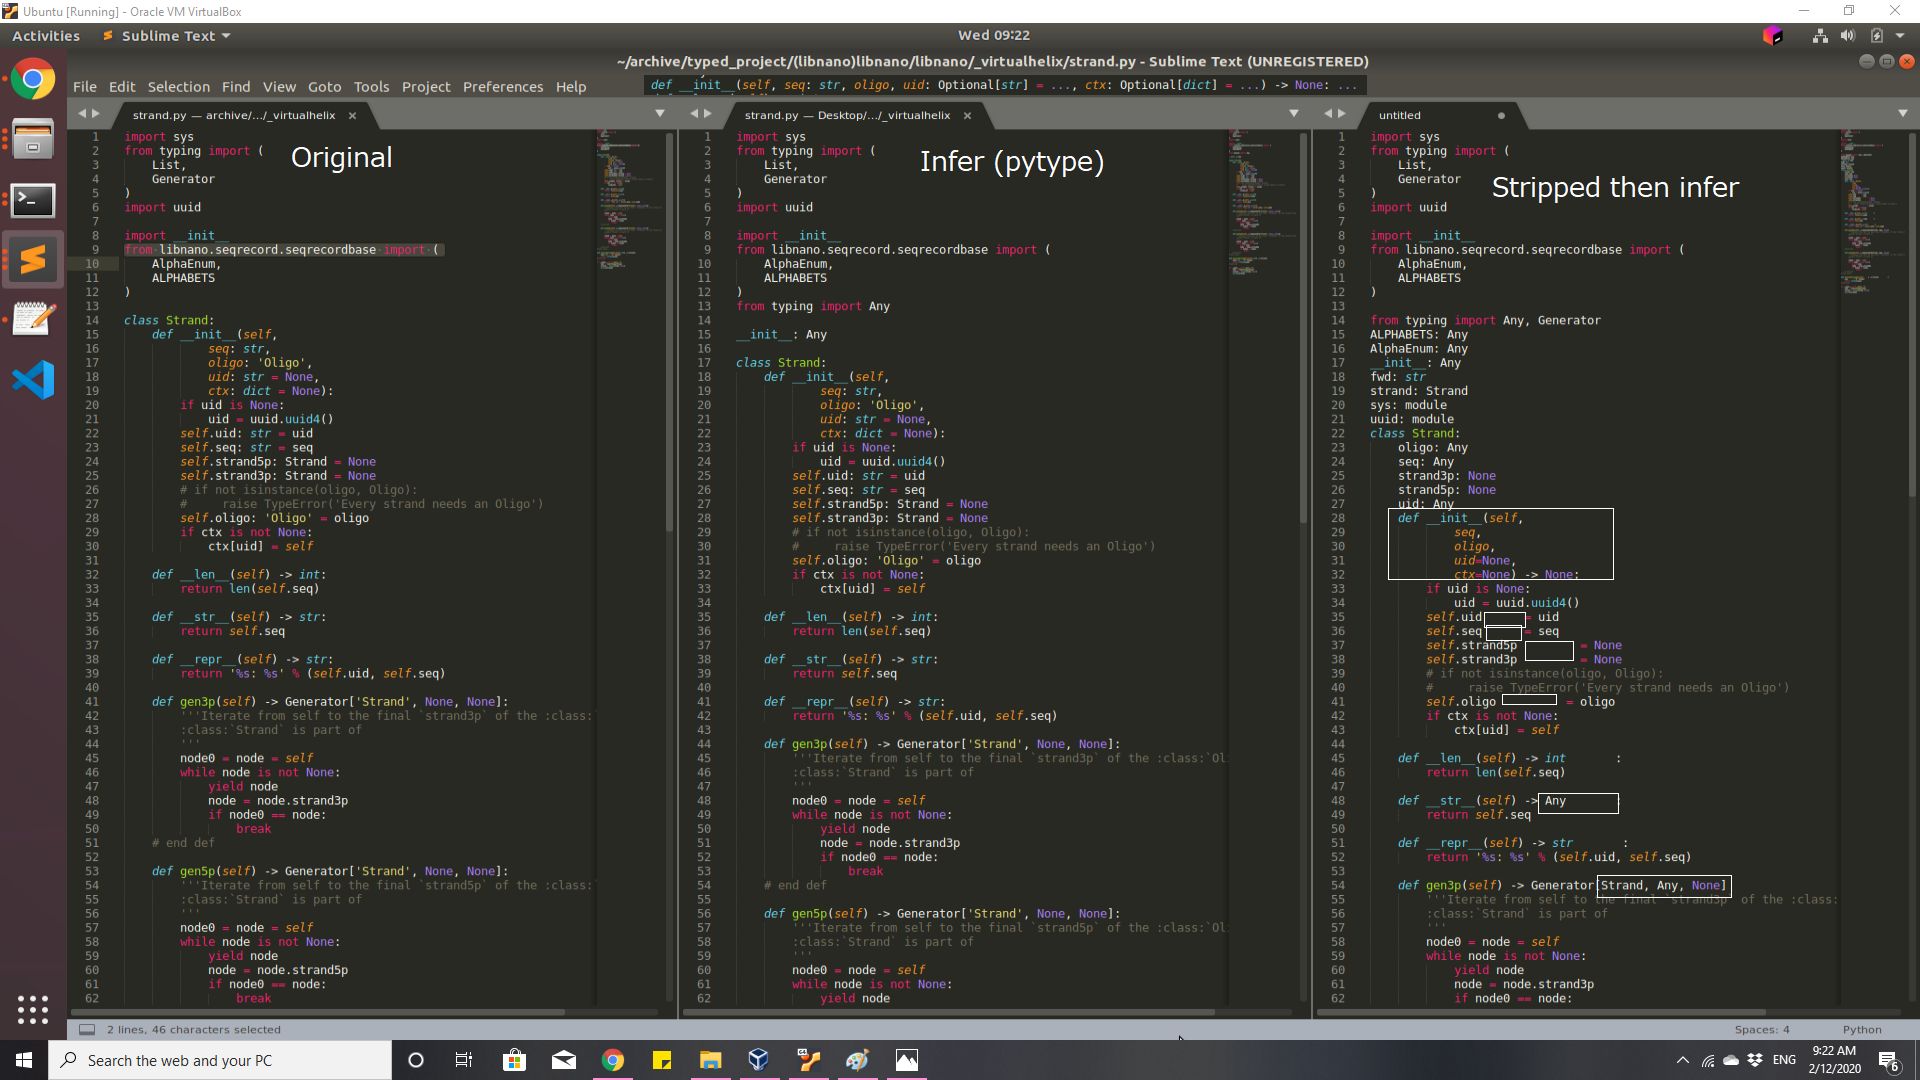 Ubuntu [Running] - Oracle VM VirtualBox
Activities
Sublime Text
Wed 09:22
~/archive/typed_project/(libnano)libnano/libnano/_virtualhelix/strand.py - Sublime Text (UNREGISTERED)
File Edit Selection Find View Goto Tools Project Preferences Help
def __init__(self, seq: str, oligo, uid: Optional[str] = ..., ctx: Optional[dict] = ...) -> None: ...
strand.py — archive/.../_virtualhelix
Original
1 import sys
2 from typing import (
3 List,
4 Generator
5 )
6 import uuid
7
8 import __init__
9 from libnano.seqrecord.seqrecordbase import (
10 AlphaEnum,
11 ALPHABETS
12 )
13
14 class Strand:
15 def __init__(self,
16 seq: str,
17 oligo: 'Oligo',
18 uid: str = None,
19 ctx: dict = None):
20 if uid is None:
21 uid = uuid.uuid4()
22 self.uid: str = uid
23 self.seq: str = seq
24 self.strand5p: Strand = None
25 self.strand3p: Strand = None
26 # if not isinstance(oligo, Oligo):
27 #     raise TypeError('Every strand needs an Oligo')
28 self.oligo: 'Oligo' = oligo
29 if ctx is not None:
30 ctx[uid] = self
31
32 def __len__(self) -> int:
33 return len(self.seq)
34
35 def __str__(self) -> str:
36 return self.seq
37
38 def __repr__(self) -> str:
39 return '%s: %s' % (self.uid, self.seq)
40
41 def gen3p(self) -> Generator['Strand', None, None]:
42 '''Iterate from self to the final `strand3p` of the :class:`
43 :class:`Strand` is part of
44 '''
45 node0 = node = self
46 while node is not None:
47 yield node
48 node = node.strand3p
49 if node0 == node:
50 break
51 # end def
52
53 def gen5p(self) -> Generator['Strand', None, None]:
54 '''Iterate from self to the final `strand5p` of the :class:`
55 :class:`Strand` is part of
56 '''
57 node0 = node = self
58 while node is not None:
59 yield node
60 node = node.strand5p
61 if node0 == node:
62 break
strand.py — Desktop/.../_virtualhelix
Infer (pytype)
1 import sys
2 from typing import (
3 List,
4 Generator
5 )
6 import uuid
7
8 import __init__
9 from libnano.seqrecord.seqrecordbase import (
10 AlphaEnum,
11 ALPHABETS
12 )
13 from typing import Any
14
15 __init__: Any
16
17 class Strand:
18 def __init__(self,
19 seq: str,
20 oligo: 'Oligo',
21 uid: str = None,
22 ctx: dict = None):
23 if uid is None:
24 uid = uuid.uuid4()
25 self.uid: str = uid
26 self.seq: str = seq
27 self.strand5p: Strand = None
28 self.strand3p: Strand = None
29 # if not isinstance(oligo, Oligo):
30 #     raise TypeError('Every strand needs an Oligo')
31 self.oligo: 'Oligo' = oligo
32 if ctx is not None:
33 ctx[uid] = self
34
35 def __len__(self) -> int:
36 return len(self.seq)
37
38 def __str__(self) -> str:
39 return self.seq
40
41 def __repr__(self) -> str:
42 return '%s: %s' % (self.uid, self.seq)
43
44 def gen3p(self) -> Generator['Strand', None, None]:
45 '''Iterate from self to the final `strand3p` of the :class:`Ol
46 :class:`Strand` is part of
47 '''
48 node0 = node = self
49 while node is not None:
50 yield node
51 node = node.strand3p
52 if node0 == node:
53 break
54 # end def
55
56 def gen5p(self) -> Generator['Strand', None, None]:
57 '''Iterate from self to the final `strand5p` of the :class:`Ol
58 :class:`Strand` is part of
59 '''
60 node0 = node = self
61 while node is not None:
62 yield node
untitled
Stripped then infer
1 import sys
2 from typing import (
3 List,
4 Generator
5 )
6 import uuid
7
8 import __init__
9 from libnano.seqrecord.seqrecordbase import (
10 AlphaEnum,
11 ALPHABETS
12 )
13
14 from typing import Any, Generator
15 ALPHABETS: Any
16 AlphaEnum: Any
17 __init__: Any
18 fwd: str
19 strand: Strand
20 sys: module
21 uuid: module
22 class Strand:
23 oligo: Any
24 seq: Any
25 strand3p: None
26 strand5p: None
27 uid: Any
28 def __init__(self,
29 seq,
30 oligo,
31 uid=None,
32 ctx=None) -> None:
33 if uid is None:
34 uid = uuid.uuid4()
35 self.uid = uid
36 self.seq = seq
37 self.strand5p = None
38 self.strand3p = None
39 # if not isinstance(oligo, Oligo):
40 #     raise TypeError('Every strand needs an Oligo')
41 self.oligo = oligo
42 if ctx is not None:
43 ctx[uid] = self
44
45 def __len__(self) -> int :
46 return len(self.seq)
47
48 def __str__(self) -> Any :
49 return self.seq
50
51 def __repr__(self) -> str :
52 return '%s: %s' % (self.uid, self.seq)
53
54 def gen3p(self) -> Generator[Strand, Any, None]
55 '''Iterate from self to the final `strand3p` of the :class:
56 :class:`Strand` is part of
57 '''
58 node0 = node = self
59 while node is not None:
60 yield node
61 node = node.strand3p
62 if node0 == node:
2 lines, 46 characters selected
Spaces: 4
Python
Search the web and your PC
ENG
9:22 AM
2/12/2020
6